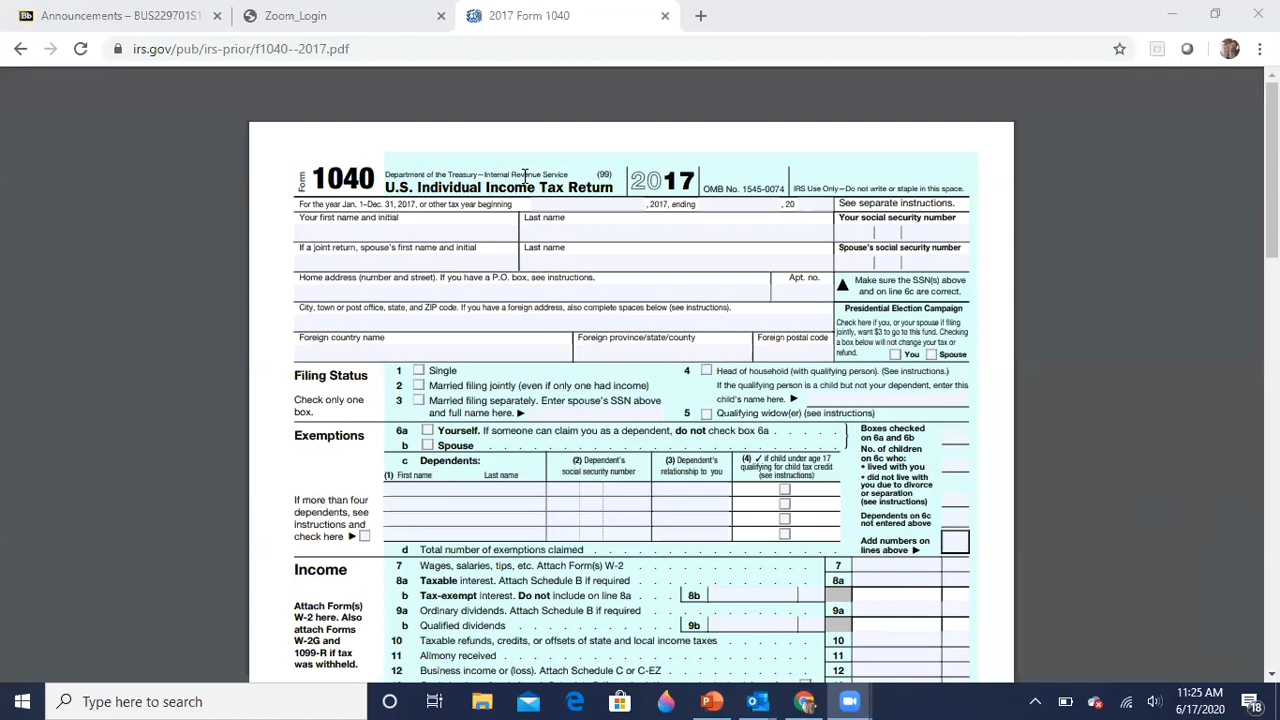 Announcements – BUS229701S1
Zoom_Login
2017 Form 1040
irs.gov/pub/irs-prior/f1040--2017.pdf
Form 1040
Department of the Treasury—Internal Revenue Service (99)
U.S. Individual Income Tax Return
2017
OMB No. 1545-0074
IRS Use Only—Do not write or staple in this space.
For the year Jan. 1–Dec. 31, 2017, or other tax year beginning , 2017, ending , 20
See separate instructions.
Your first name and initial
Last name
Your social security number
If a joint return, spouse's first name and initial
Last name
Spouse's social security number
Home address (number and street). If you have a P.O. box, see instructions.
Apt. no.
▲ Make sure the SSN(s) above
and on line 6c are correct.
City, town or post office, state, and ZIP code. If you have a foreign address, also complete spaces below (see instructions).
Presidential Election Campaign
Check here if you, or your spouse if filing
jointly, want $3 to go to this fund. Checking
a box below will not change your tax or
refund. You Spouse
Foreign country name
Foreign province/state/county
Foreign postal code
Filing Status
Check only one
box.
1 Single
2 Married filing jointly (even if only one had income)
3 Married filing separately. Enter spouse's SSN above
and full name here. ▶
4 Head of household (with qualifying person). (See instructions.)
If the qualifying person is a child but not your dependent, enter this
child's name here. ▶
5 Qualifying widow(er) (see instructions)
Exemptions
6a Yourself. If someone can claim you as a dependent, do not check box 6a . . . . .
b Spouse . . . . . . . . . . . . . . . . . . . . .
c Dependents:
(1) First name Last name
(2) Dependent's
social security number
(3) Dependent's
relationship to you
(4) ✓ if child under age 17
qualifying for child tax credit
(see instructions)
If more than four
dependents, see
instructions and
check here ▶
d Total number of exemptions claimed . . . . . . . . . . . . .
Boxes checked
on 6a and 6b
No. of children
on 6c who:
• lived with you
• did not live with
you due to divorce
or separation
(see instructions)
Dependents on 6c
not entered above
Add numbers on
lines above ▶
Income
Attach Form(s)
W-2 here. Also
attach Forms
W-2G and
1099-R if tax
was withheld.
7 Wages, salaries, tips, etc. Attach Form(s) W-2 . . . . . . . . . . . 7
8a Taxable interest. Attach Schedule B if required . . . . . . . . . . . 8a
b Tax-exempt interest. Do not include on line 8a . . . 8b
9a Ordinary dividends. Attach Schedule B if required . . . . . . . . . . 9a
b Qualified dividends . . . . . . . . . 9b
10 Taxable refunds, credits, or offsets of state and local income taxes . . . . . . 10
11 Alimony received . . . . . . . . . . . . . . . . . 11
12 Business income or (loss). Attach Schedule C or C-EZ . . . . . . . . . 12
Type here to search
11:25 AM
6/17/2020
18